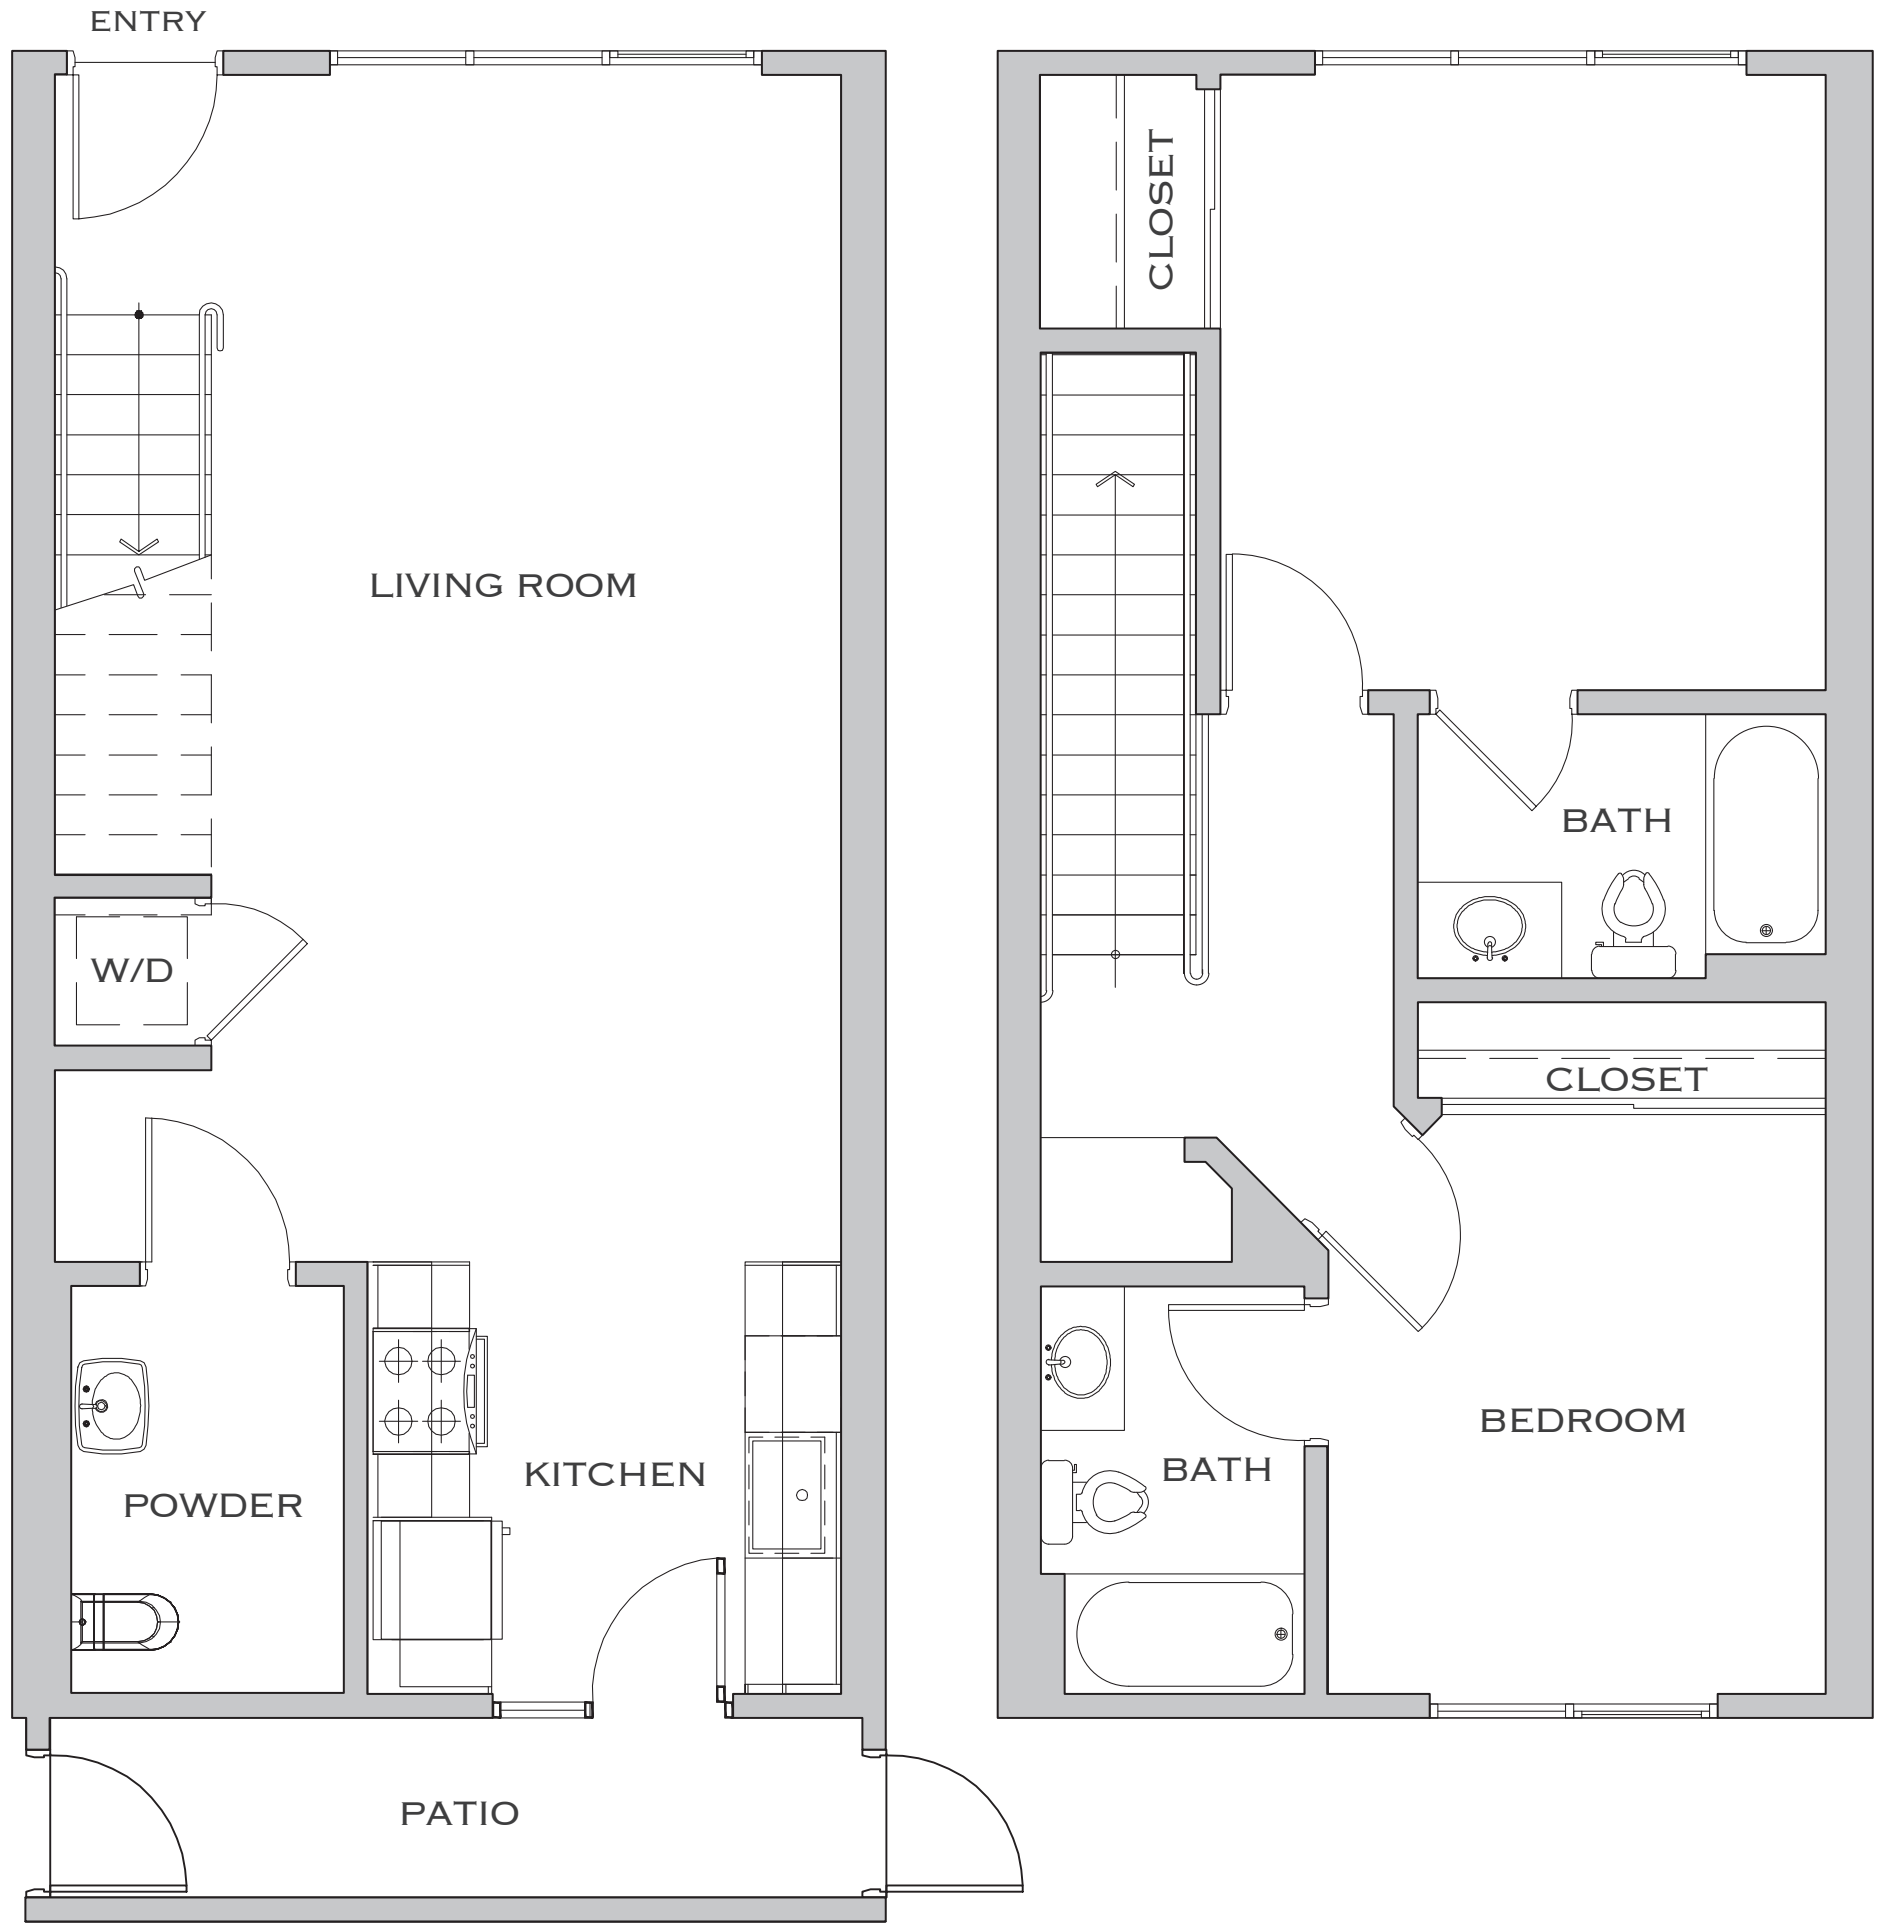 ENTRY
LIVING ROOM
W/D
KITCHEN
POWDER
PATIO
CLOSET
BATH
CLOSET
BEDROOM
BATH